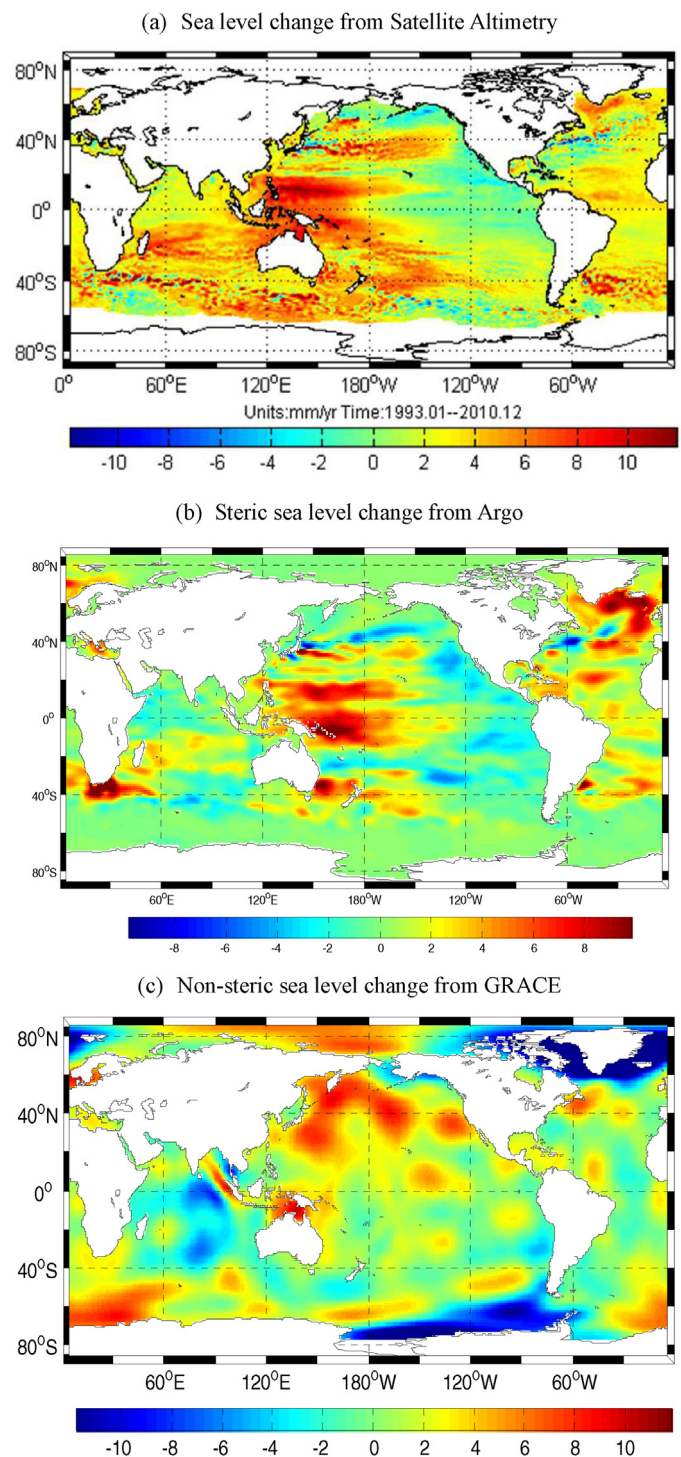 (a) Sea level change from Satellite Altimetry
80°N
40°N
0°
40°S
80°S
0° 60°E 120°E 180°W 120°W 60°W
Units:mm/yr Time:1993.01--2010.12
-10 -8 -6 -4 -2 0 2 4 6 8 10
(b) Steric sea level change from Argo
80°N
40°N
0°
40°S
80°S
60°E 120°E 180°W 120°W 60°W
-8 -6 -4 -2 0 2 4 6 8
(c) Non-steric sea level change from GRACE
80°N
40°N
0°
40°S
80°S
60°E 120°E 180°W 120°W 60°W
-10 -8 -6 -4 -2 0 2 4 6 8 10